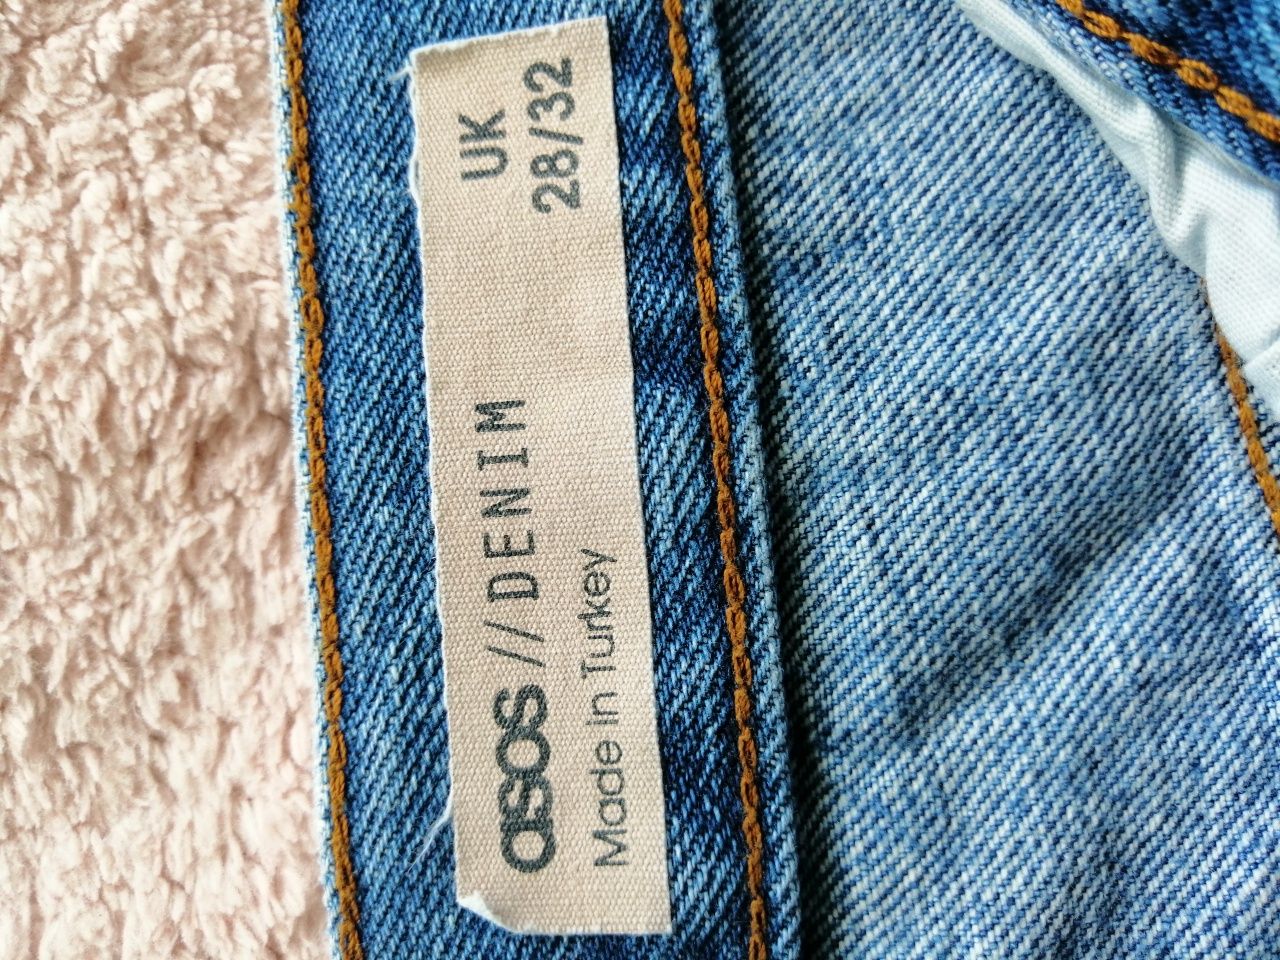 asos//DENIM
Made in Turkey
UK
28/32